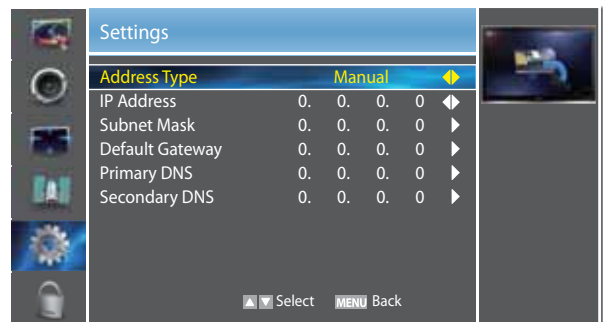 Settings
Address Type Manual
IP Address 0. 0. 0. 0
Subnet Mask 0. 0. 0. 0
Default Gateway 0. 0. 0. 0
Primary DNS 0. 0. 0. 0
Secondary DNS 0. 0. 0. 0
Select MENU Back